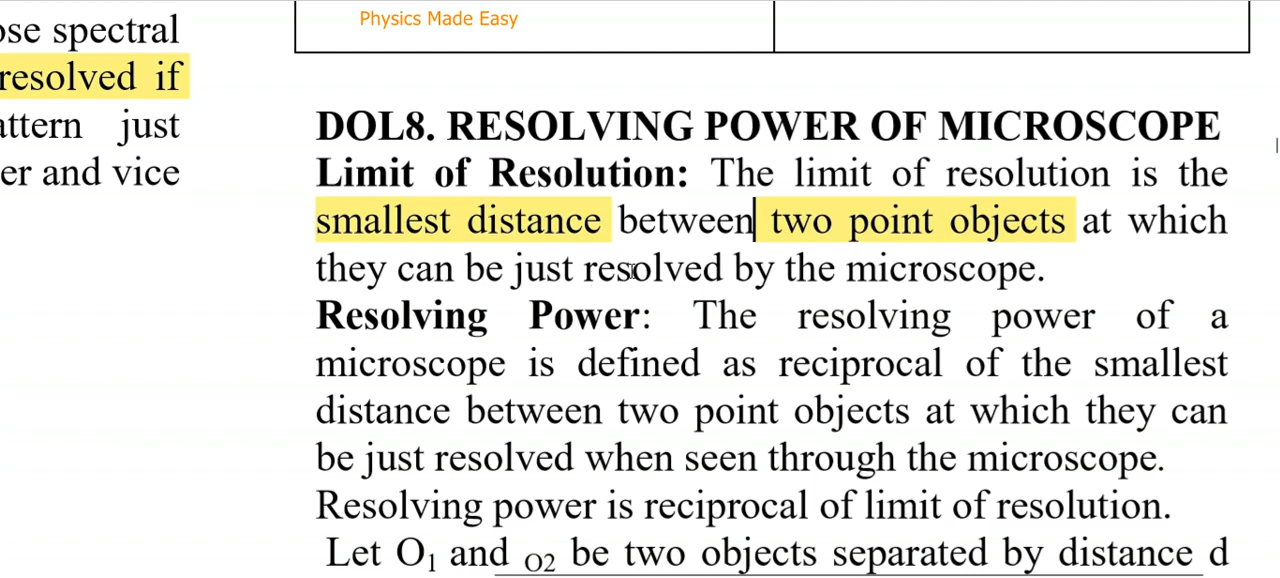 Physics Made Easy
ose spectral
resolved if
attern just
er and vice
DOL8. RESOLVING POWER OF MICROSCOPE
Limit of Resolution: The limit of resolution is the
smallest distance between two point objects at which
they can be just resolved by the microscope.
Resolving Power: The resolving power of a
microscope is defined as reciprocal of the smallest
distance between two point objects at which they can
be just resolved when seen through the microscope.
Resolving power is reciprocal of limit of resolution.
Let O₁ and O2 be two objects separated by distance d